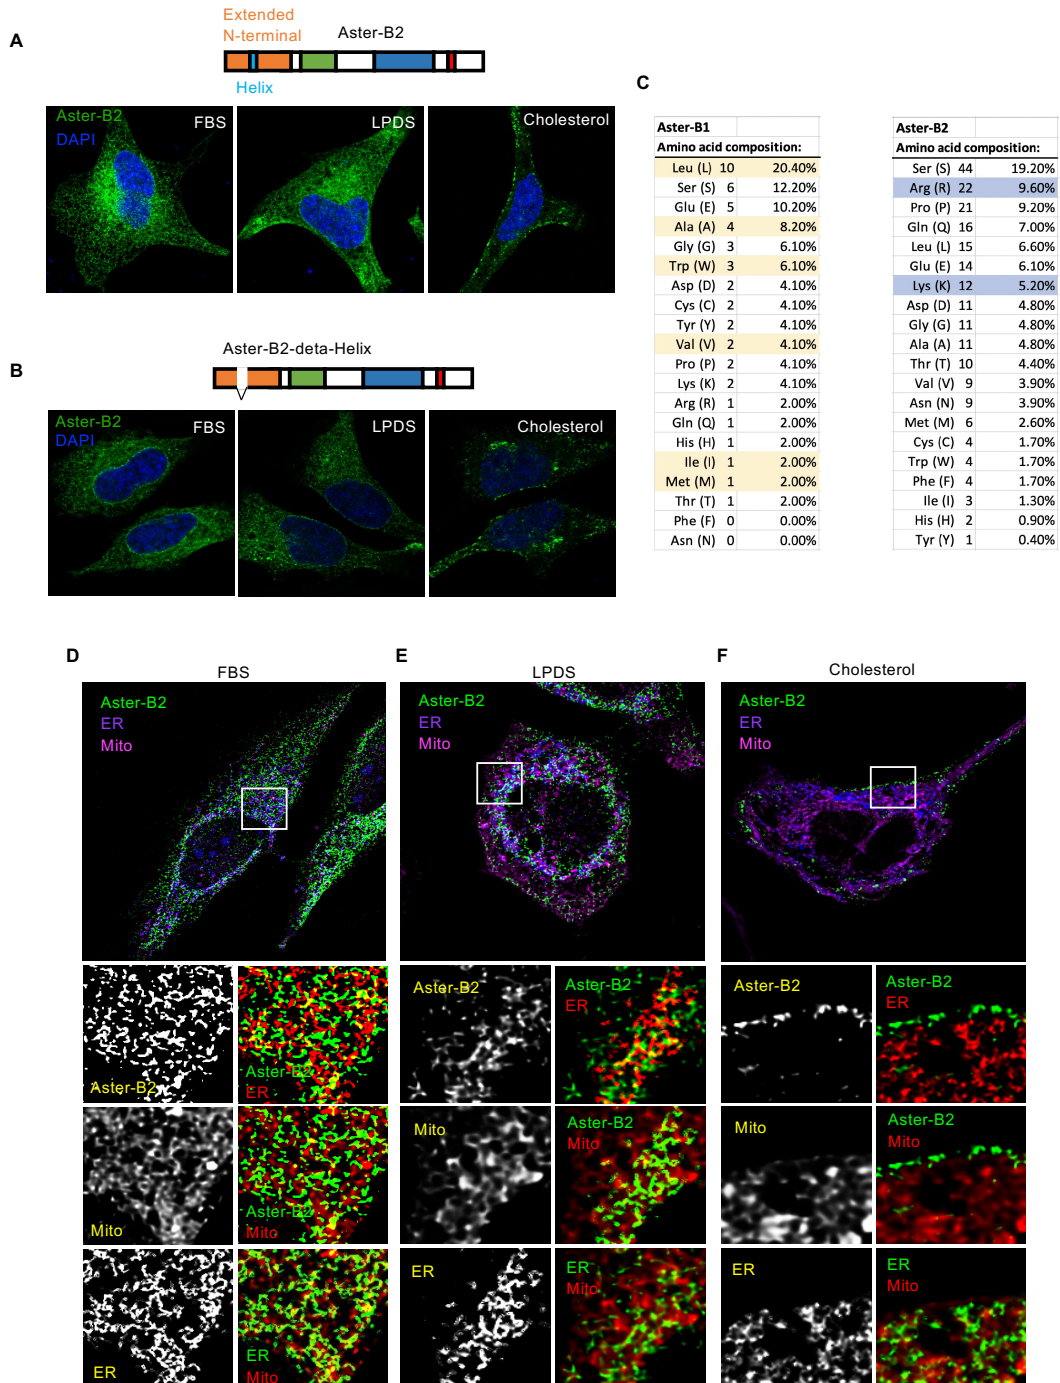 A
Extended
N-terminal
Aster-B2
Helix
Aster-B2
DAPI
FBS
LPDS
Cholesterol
B
Aster-B2-deta-Helix
Aster-B2
DAPI
FBS
LPDS
Cholesterol
C
Aster-B1
Amino acid composition:
Leu (L) 10 20.40%
Ser (S) 6 12.20%
Glu (E) 5 10.20%
Ala (A) 4 8.20%
Gly (G) 3 6.10%
Trp (W) 3 6.10%
Asp (D) 2 4.10%
Cys (C) 2 4.10%
Tyr (Y) 2 4.10%
Val (V) 2 4.10%
Pro (P) 2 4.10%
Lys (K) 2 4.10%
Arg (R) 1 2.00%
Gln (Q) 1 2.00%
His (H) 1 2.00%
Ile (I) 1 2.00%
Met (M) 1 2.00%
Thr (T) 1 2.00%
Phe (F) 0 0.00%
Asn (N) 0 0.00%
Aster-B2
Amino acid composition:
Ser (S) 44 19.20%
Arg (R) 22 9.60%
Pro (P) 21 9.20%
Gln (Q) 16 7.00%
Leu (L) 15 6.60%
Glu (E) 14 6.10%
Lys (K) 12 5.20%
Asp (D) 11 4.80%
Gly (G) 11 4.80%
Ala (A) 11 4.80%
Thr (T) 10 4.40%
Val (V) 9 3.90%
Asn (N) 9 3.90%
Met (M) 6 2.60%
Cys (C) 4 1.70%
Trp (W) 4 1.70%
Phe (F) 4 1.70%
Ile (I) 3 1.30%
His (H) 2 0.90%
Tyr (Y) 1 0.40%
D
FBS
Aster-B2
ER
Mito
Aster-B2
Aster-B2
ER
Mito
Aster-B2
Mito
ER
ER
Mito
E
LPDS
Aster-B2
ER
Mito
Aster-B2
Aster-B2
ER
Mito
Aster-B2
Mito
ER
ER
Mito
F
Cholesterol
Aster-B2
ER
Mito
Aster-B2
Aster-B2
ER
Mito
Aster-B2
Mito
ER
ER
Mito